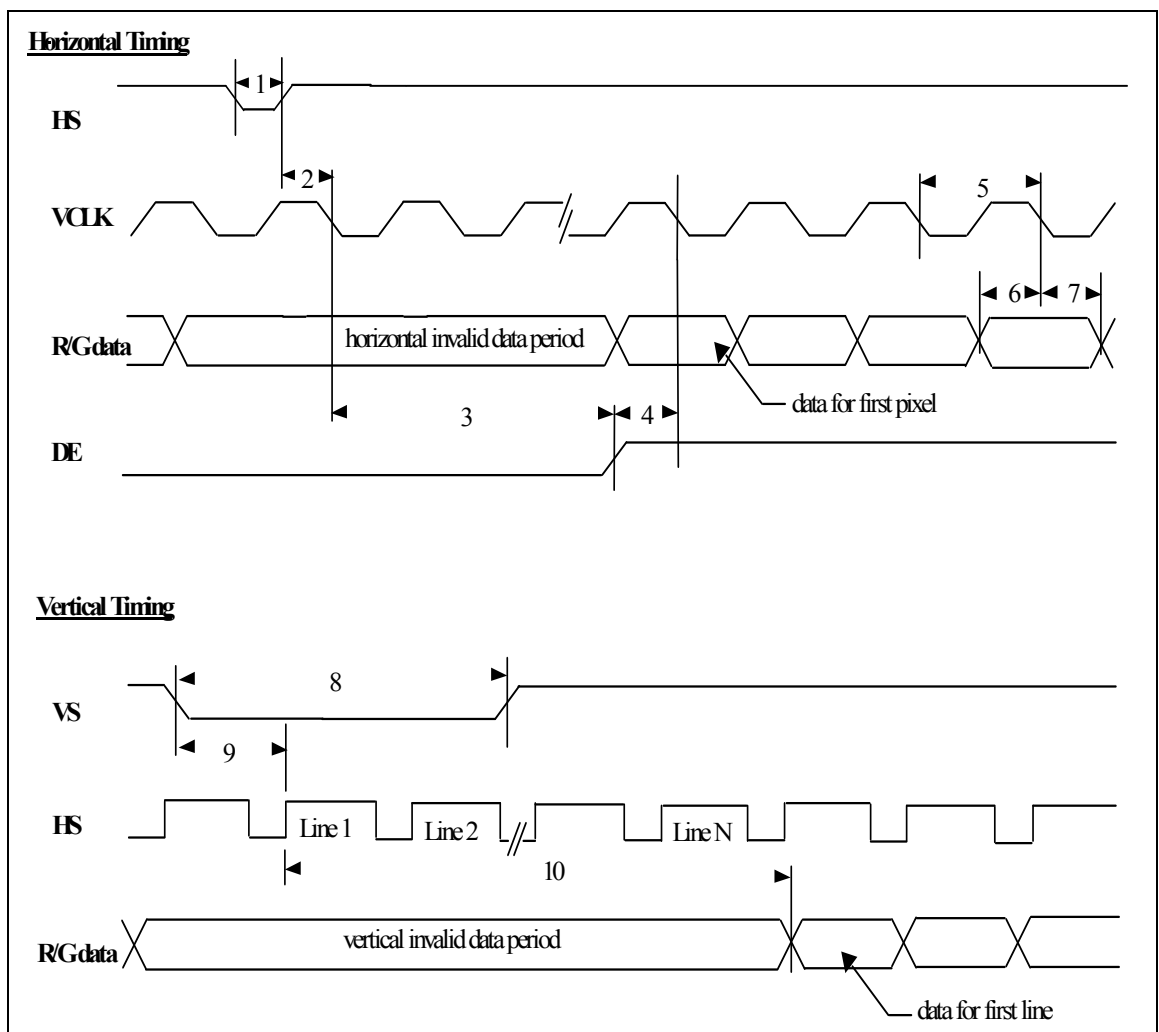 Horizontal Timing
1
HS
2
5
VCLK
6
7
R/G data
horizontal invalid data period
data for first pixel
3
4
DE
Vertical Timing
8
VS
9
HS
Line 1
Line 2
Line N
10
R/G data
vertical invalid data period
data for first line